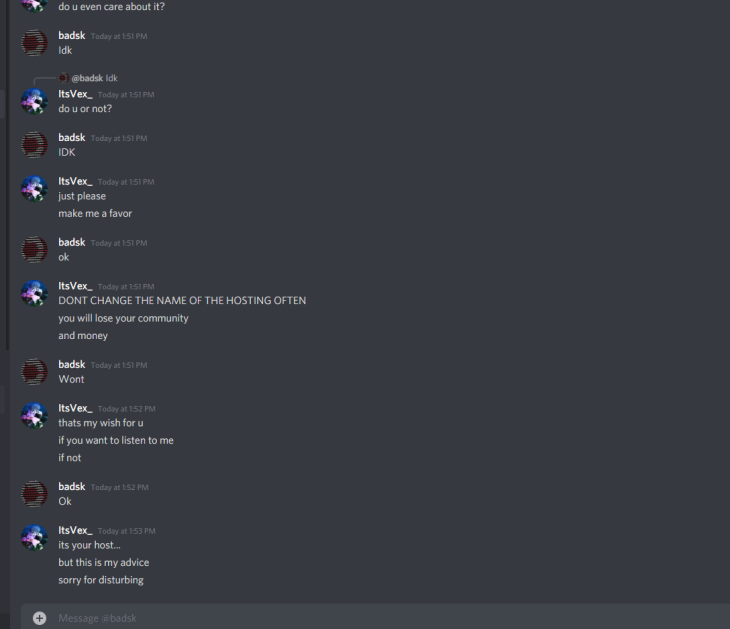 do u even care about it?
badsk Today at 1:51 PM
Idk
@badsk Idk
ItsVex_ Today at 1:51 PM
do u or not?
badsk Today at 1:51 PM
IDK
ItsVex_ Today at 1:51 PM
just please
make me a favor
badsk Today at 1:51 PM
ok
ItsVex_ Today at 1:51 PM
DONT CHANGE THE NAME OF THE HOSTING OFTEN
you will lose your community
and money
badsk Today at 1:51 PM
Wont
ItsVex_ Today at 1:52 PM
thats my wish for u
if you want to listen to me
if not
badsk Today at 1:52 PM
Ok
ItsVex_ Today at 1:53 PM
its your host...
but this is my advice
sorry for disturbing
Message @badsk